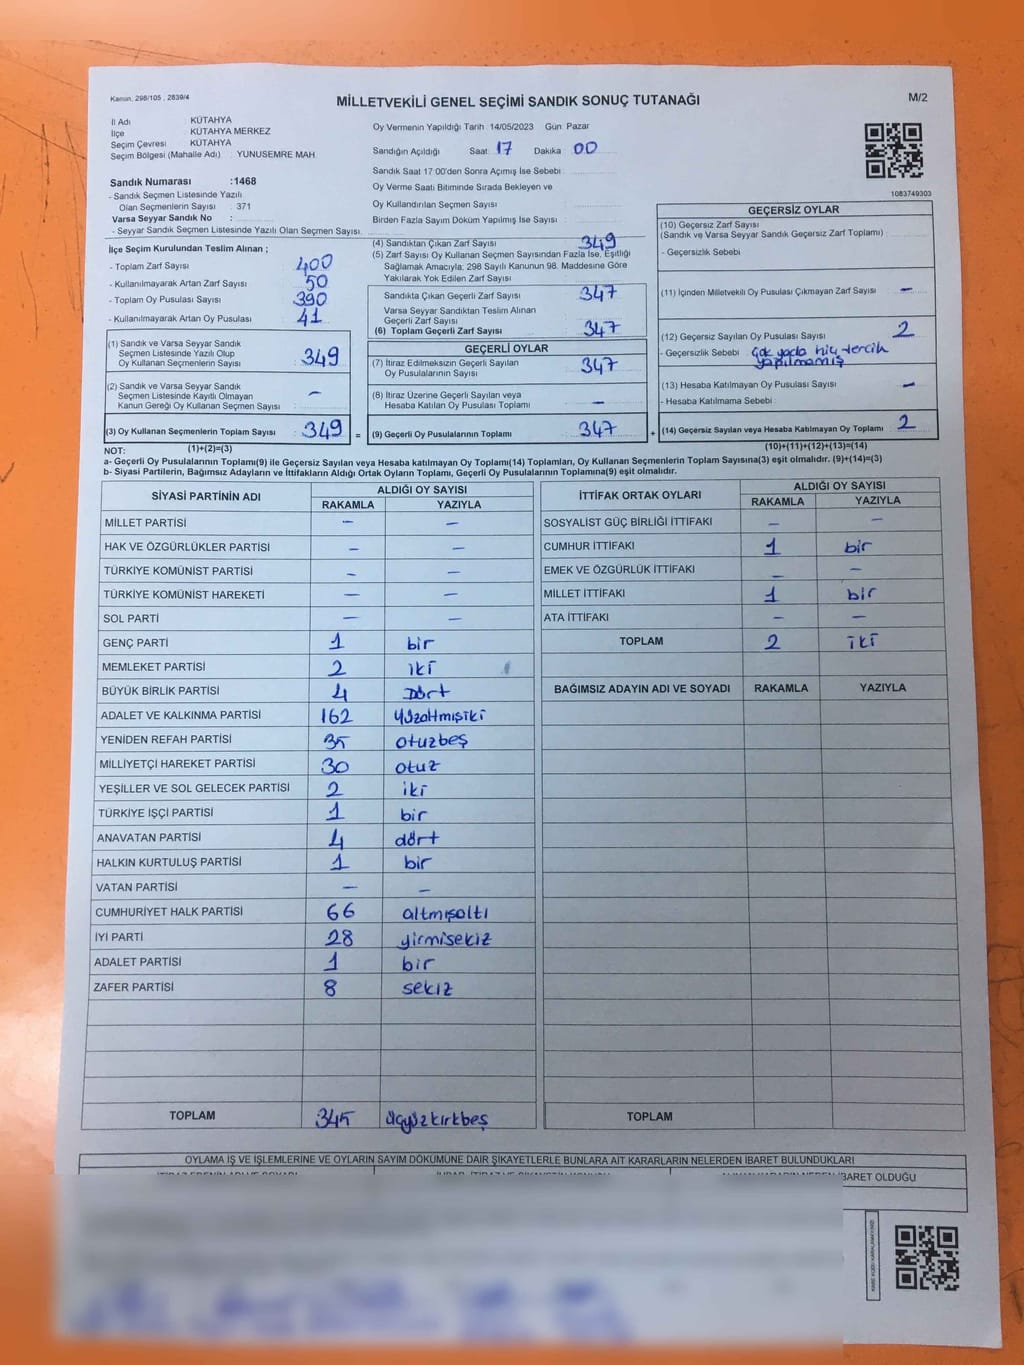 Kanun, 298/105 , 2839/4
MİLLETVEKİLİ GENEL SEÇİMİ SANDIK SONUÇ TUTANAĞI
M/2
İl Adı : KÜTAHYA
İlçe : KÜTAHYA MERKEZ
Seçim Çevresi : KÜTAHYA
Seçim Bölgesi (Mahalle Adı) : YUNUSEMRE MAH.
Sandık Numarası :1468
- Sandık Seçmen Listesinde Yazılı
Olan Seçmenlerin Sayısı : 371
Varsa Seyyar Sandık No :
- Seyyar Sandık Seçmen Listesinde Yazılı Olan Seçmen Sayısı:
Oy Vermenin Yapıldığı Tarih 14/05/2023 Gün Pazar
Sandığın Açıldığı Saat 17 Dakika 00
Sandık Saat 17 00'den Sonra Açımış İse Sebebi
Oy Verme Saati Bitiminde Sırada Bekleyen ve
Oy Kullandırılan Seçmen Sayısı
Birden Fazla Sayım Döküm Yapılmış İse Sayısı :
1083749303
İlçe Seçim Kurulundan Teslim Alınan ;
- Toplam Zarf Sayısı 400
- Kullanılmayarak Artan Zarf Sayısı 50
- Toplam Oy Pusulası Sayısı 390
- Kullanılmayarak Artan Oy Pusulası 41
(1) Sandık ve Varsa Seyyar Sandık
Seçmen Listesinde Yazılı Olup
Oy Kullanan Seçmenlerin Sayısı 349
(2) Sandık ve Varsa Seyyar Sandık
Seçmen Listesinde Kayıtlı Olmayan
Kanun Gereği Oy Kullanan Seçmen Sayısı –
(3) Oy Kullanan Seçmenlerin Toplam Sayısı 349 =
(4) Sandıktan Çıkan Zarf Sayısı 349
(5) Zarf Sayısı Oy Kullanan Seçmen Sayısından Fazla İse, Eşitliği
Sağlamak Amacıyla, 298 Sayılı Kanunun 98. Maddesine Göre
Yakılarak Yok Edilen Zarf Sayısı
Sandıkta Çıkan Geçerli Zarf Sayısı 347
Varsa Seyyar Sandıktan Teslim Alınan
Geçerli Zarf Sayısı
(6) Toplam Geçerli Zarf Sayısı 347
GEÇERLİ OYLAR
(7) İtiraz Edilmeksizin Geçerli Sayılan
Oy Pusulalarının Sayısı 347
(8) İtiraz Üzerine Geçerli Sayılan veya
Hesaba Katılan Oy Pusulası Toplamı –
(9) Geçerli Oy Pusulalarının Toplamı 347 +
GEÇERSİZ OYLAR
(10) Geçersiz Zarf Sayısı
(Sandık ve Varsa Seyyar Sandık Geçersiz Zarf Toplamı)
- Geçersizlik Sebebi
(11) İçinden Milletvekili Oy Pusulası Çıkmayan Zarf Sayısı –
(12) Geçersiz Sayılan Oy Pusulası Sayısı 2
- Geçersizlik Sebebi çok yada hiç tercih
yapılmamış
(13) Hesaba Katılmayan Oy Pusulası Sayısı –
- Hesaba Katılmama Sebebi
(14) Geçersiz Sayılan veya Hesaba Katılmayan Oy Toplamı 2
NOT: (1)+(2)=(3) (10)+(11)+(12)+(13)=(14)
a- Geçerli Oy Pusulalarının Toplamı(9) ile Geçersiz Sayılan veya Hesaba katılmayan Oy Toplamı(14) Toplamları, Oy Kullanan Seçmenlerin Toplam Sayısına(3) eşit olmalıdır. (9)+(14)=(3)
b- Siyasi Partilerin, Bağımsız Adayların ve İttifakların Aldığı Ortak Oyların Toplamı, Geçerli Oy Pusulalarının Toplamına(9) eşit olmalıdır.
SİYASİ PARTİNİN ADI ALDIĞI OY SAYISI
RAKAMLA YAZIYLA
MİLLET PARTİSİ – –
HAK VE ÖZGÜRLÜKLER PARTİSİ – –
TÜRKİYE KOMÜNİST PARTİSİ – –
TÜRKİYE KOMÜNİST HAREKETİ – –
SOL PARTİ – –
GENÇ PARTİ 1 bir
MEMLEKET PARTİSİ 2 iki
BÜYÜK BİRLİK PARTİSİ 4 Dört
ADALET VE KALKINMA PARTİSİ 162 yüzaltmışiki
YENİDEN REFAH PARTİSİ 35 otuzbeş
MİLLİYETÇİ HAREKET PARTİSİ 30 otuz
YEŞİLLER VE SOL GELECEK PARTİSİ 2 iki
TÜRKİYE İŞÇİ PARTİSİ 1 bir
ANAVATAN PARTİSİ 4 dört
HALKIN KURTULUŞ PARTİSİ 1 bir
VATAN PARTİSİ – –
CUMHURİYET HALK PARTİSİ 66 altmışaltı
İYİ PARTİ 28 yirmisekiz
ADALET PARTİSİ 1 bir
ZAFER PARTİSİ 8 sekiz
TOPLAM 345 üçyüzkırkbeş
İTTİFAK ORTAK OYLARI ALDIĞI OY SAYISI
RAKAMLA YAZIYLA
SOSYALİST GÜÇ BİRLİĞİ İTTİFAKI – –
CUMHUR İTTİFAKI 1 bir
EMEK VE ÖZGÜRLÜK İTTİFAKI – –
MİLLET İTTİFAKI 1 bir
ATA İTTİFAKI – –
TOPLAM 2 iki
BAĞIMSIZ ADAYIN ADI VE SOYADI RAKAMLA YAZIYLA
TOPLAM
OYLAMA İŞ VE İŞLEMLERİNE VE OYLARIN SAYIM DÖKÜMÜNE DAİR ŞİKAYETLERLE BUNLARA AİT KARARLARIN NELERDEN İBARET BULUNDUKLARI
İBARET OLDUĞU